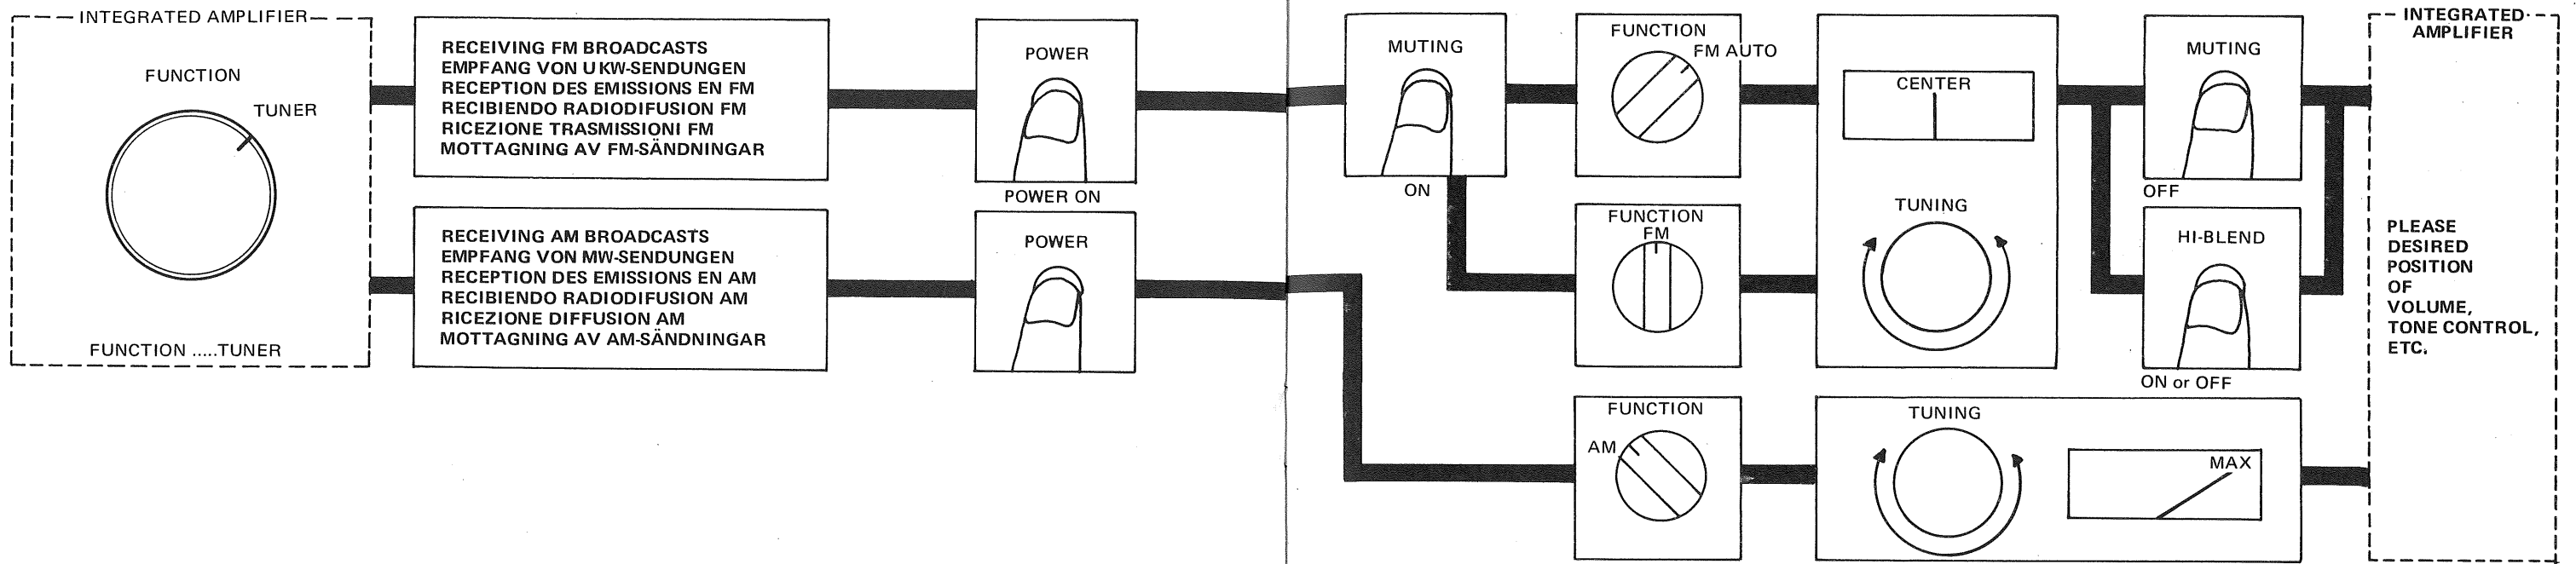 INTEGRATED AMPLIFIER
FUNCTION
TUNER
FUNCTION .....TUNER
RECEIVING FM BROADCASTS
EMPFANG VON UKW-SENDUNGEN
RECEPTION DES EMISSIONS EN FM
RECIBIENDO RADIODIFUSION FM
RICEZIONE TRASMISSIONI FM
MOTTAGNING AV FM-SÄNDNINGAR
POWER
POWER ON
RECEIVING AM BROADCASTS
EMPFANG VON MW-SENDUNGEN
RECEPTION DES EMISSIONS EN AM
RECIBIENDO RADIODIFUSION AM
RICEZIONE DIFFUSION AM
MOTTAGNING AV AM-SÄNDNINGAR
POWER
MUTING
ON
FUNCTION
FM AUTO
FUNCTION
FM
CENTER
TUNING
MUTING
OFF
HI-BLEND
ON or OFF
FUNCTION
AM
TUNING
MAX
INTEGRATED
AMPLIFIER
PLEASE
DESIRED
POSITION
OF
VOLUME,
TONE CONTROL,
ETC.